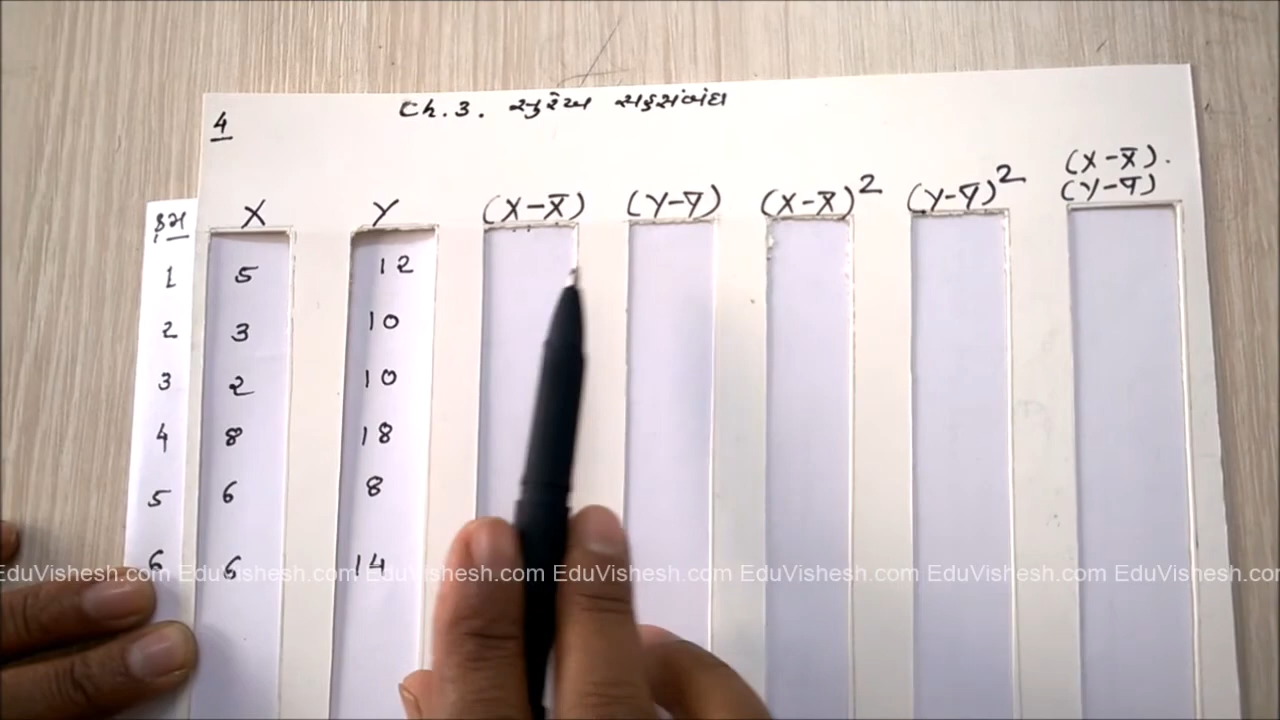 4
Ch.3. સુરેખ સહસંબંધ
ક્રમ X Y (X-X̄) (Y-Ȳ) (X-X̄)² (Y-Ȳ)² (X-X̄).
(Y-Ȳ)
1 5 12
2 3 10
3 2 10
4 8 18
5 6 8
6 6 14
EduVishesh.com EduVishesh.com EduVishesh.com EduVishesh.com EduVishesh.com EduVishesh.com EduVishesh.com